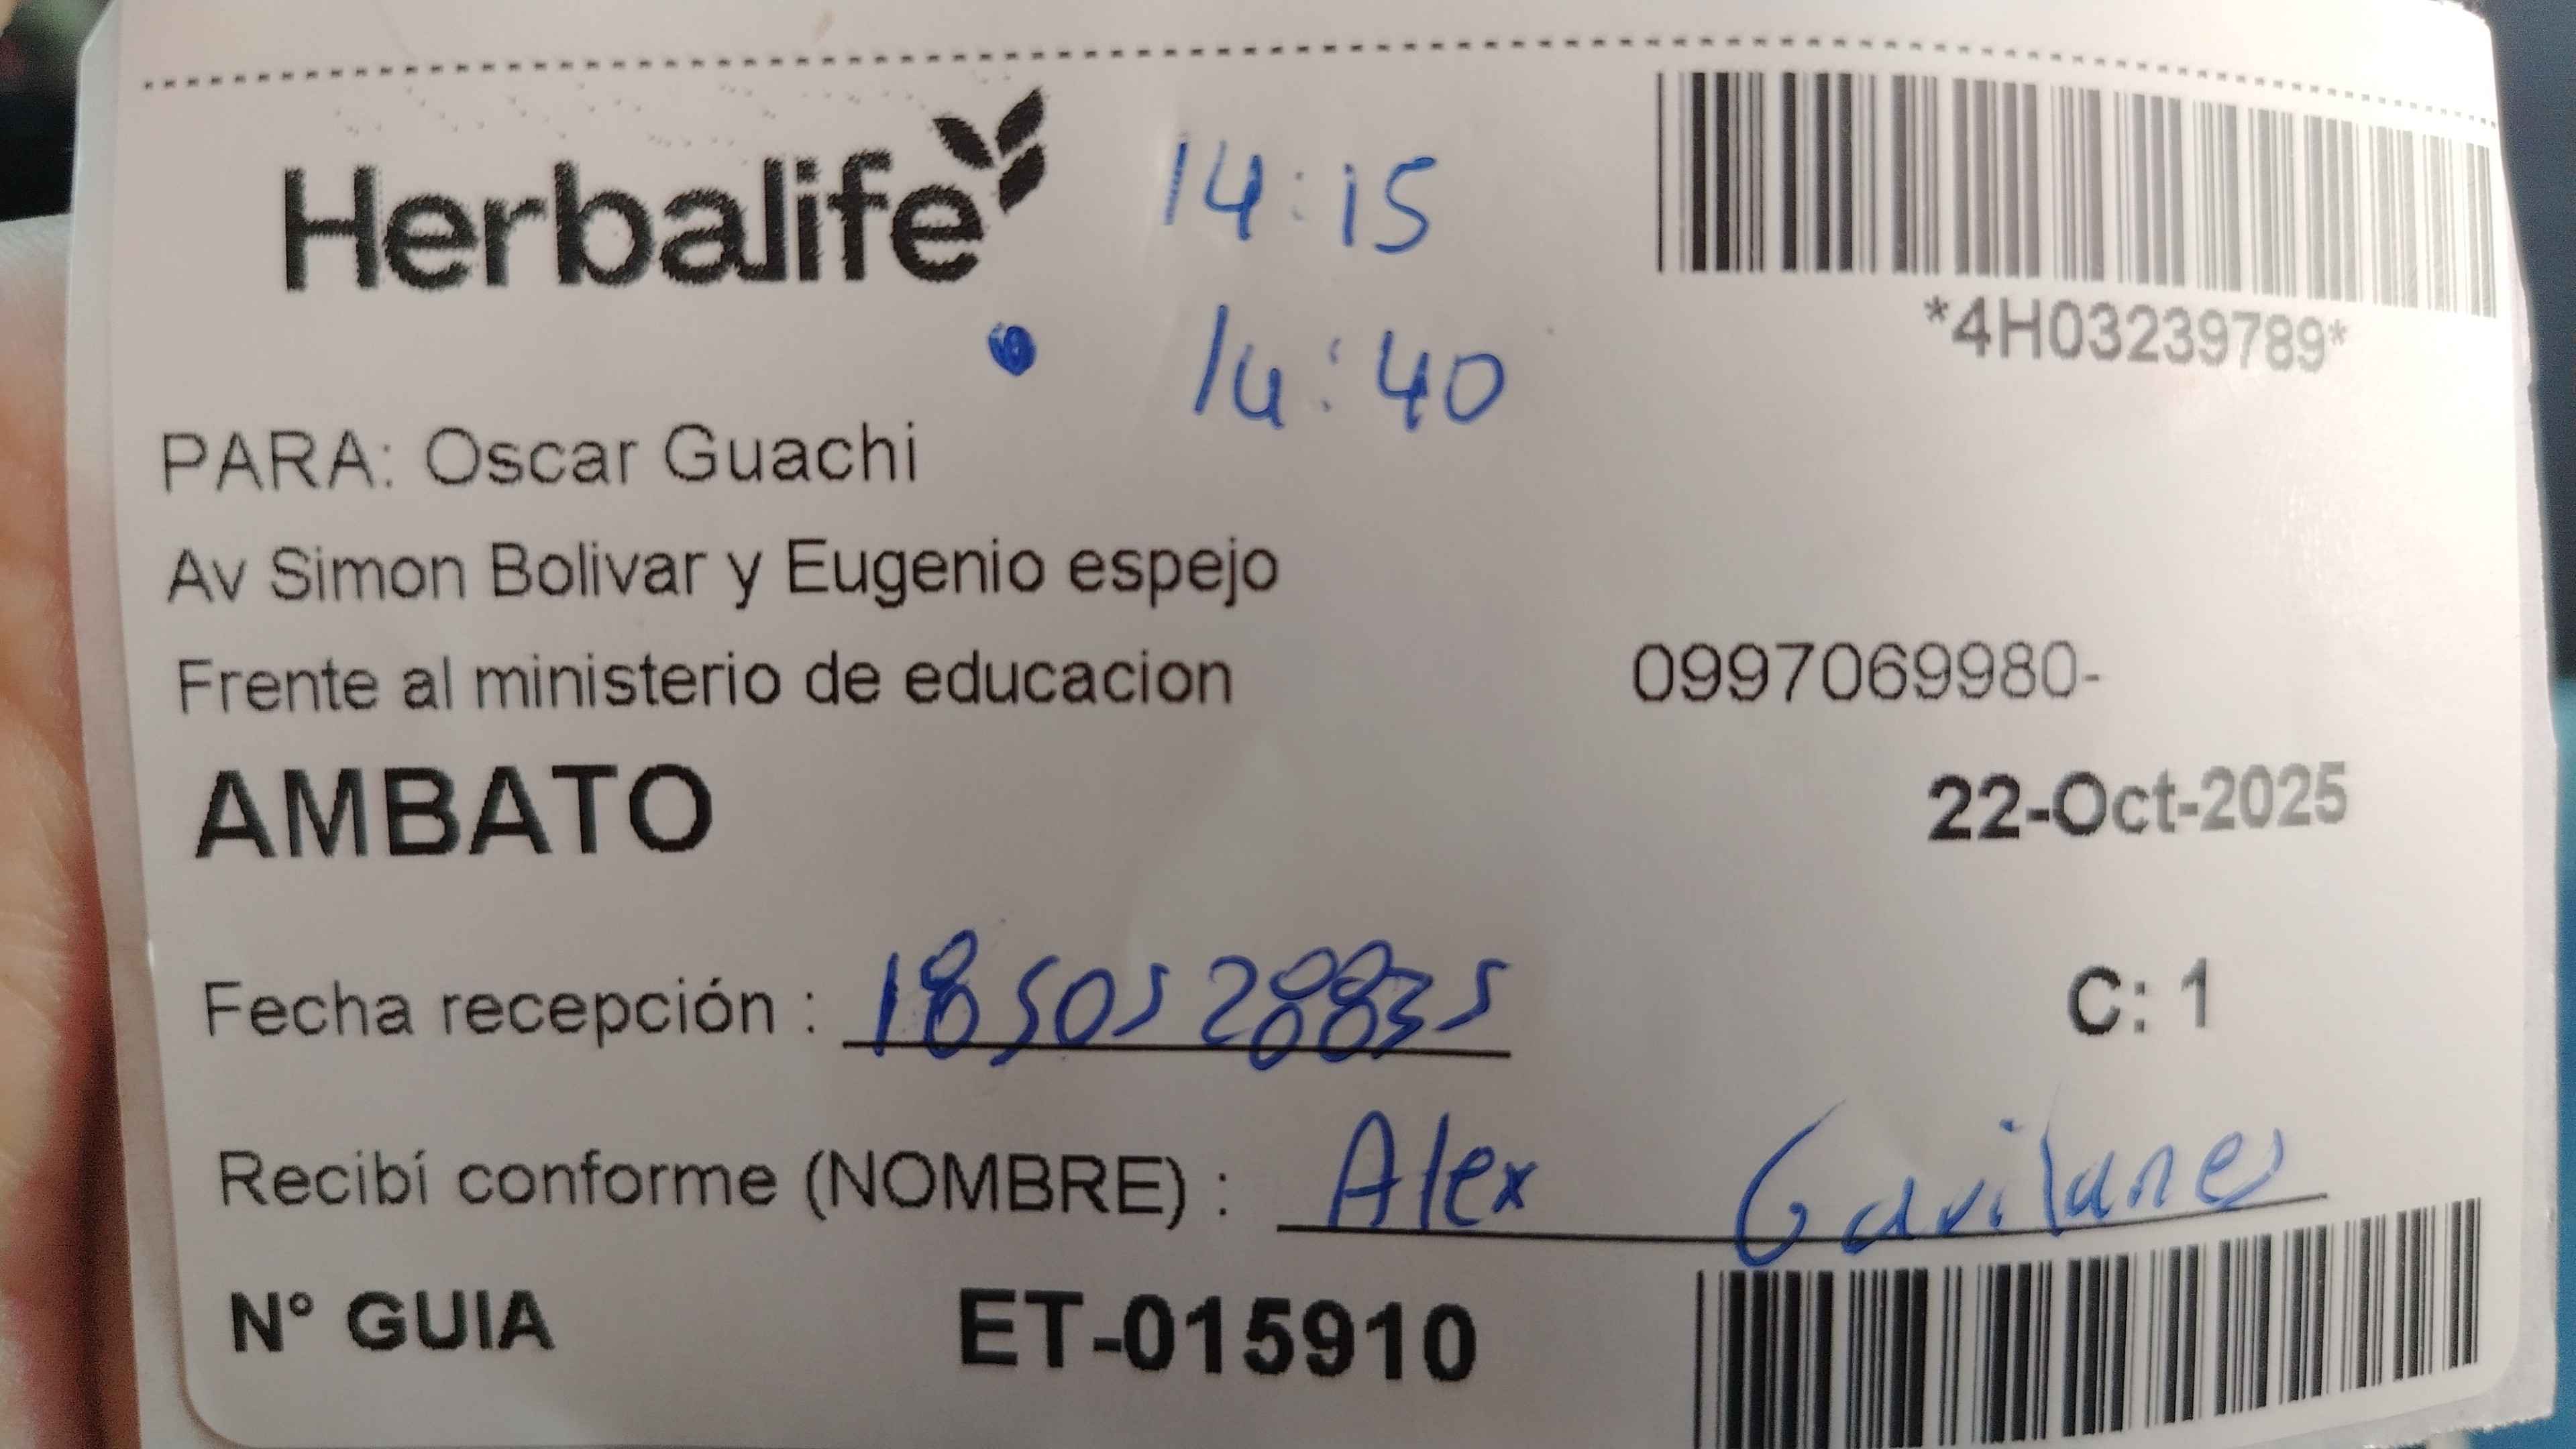 Herbalife
14:15
14:40
*4H03239789*
PARA: Oscar Guachi
Av Simon Bolivar y Eugenio espejo
Frente al ministerio de educacion 0997069980-
AMBATO 22-Oct-2025
Fecha recepción : 1850528835 C: 1
Recibí conforme (NOMBRE) : Alex Gavilanes
N° GUIA ET-015910